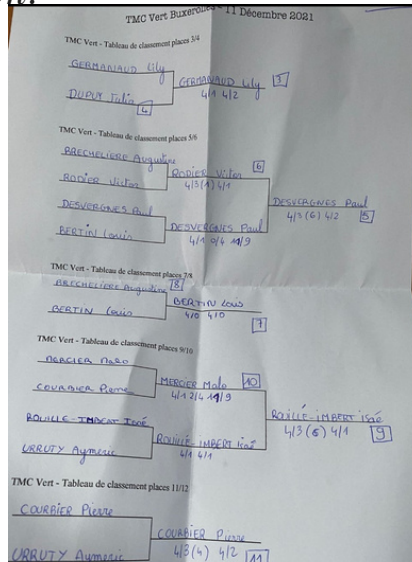 TMC Vert Buxerolles - 11 Décembre 2021
TMC Vert - Tableau de classement places 3/4
GERMANAUD Lily
GERMANAUD Lily 3
DUPUY Julia 4
4/1 4/2
TMC Vert - Tableau de classement places 5/6
BRECHELIERE Augustine
RODIER Victor 6
RODIER Victor
4/3(1) 4/1
DESVERGNES Paul
DESVERGNES Paul
4/3(6) 4/2 5
DESVERGNES Paul
BERTIN Louis
4/1 0/4 11/9
TMC Vert - Tableau de classement places 7/8
BRECHELIERE Augustine 8
BERTIN Louis
BERTIN Louis
4/0 4/0
7
TMC Vert - Tableau de classement places 9/10
MERCIER Malo
MERCIER Malo 10
COURBIER Pierre
4/1 2/4 11/9
ROUILLE-IMBERT Isaé
4/3(6) 4/1 9
ROUILLE-IMBERT Isaé
ROUILLE-IMBERT Isaé
URRUTY Aymeric
4/1 4/1
TMC Vert - Tableau de classement places 11/12
COURBIER Pierre
COURBIER Pierre
4/3(4) 4/2 11
URRUTY Aymeric